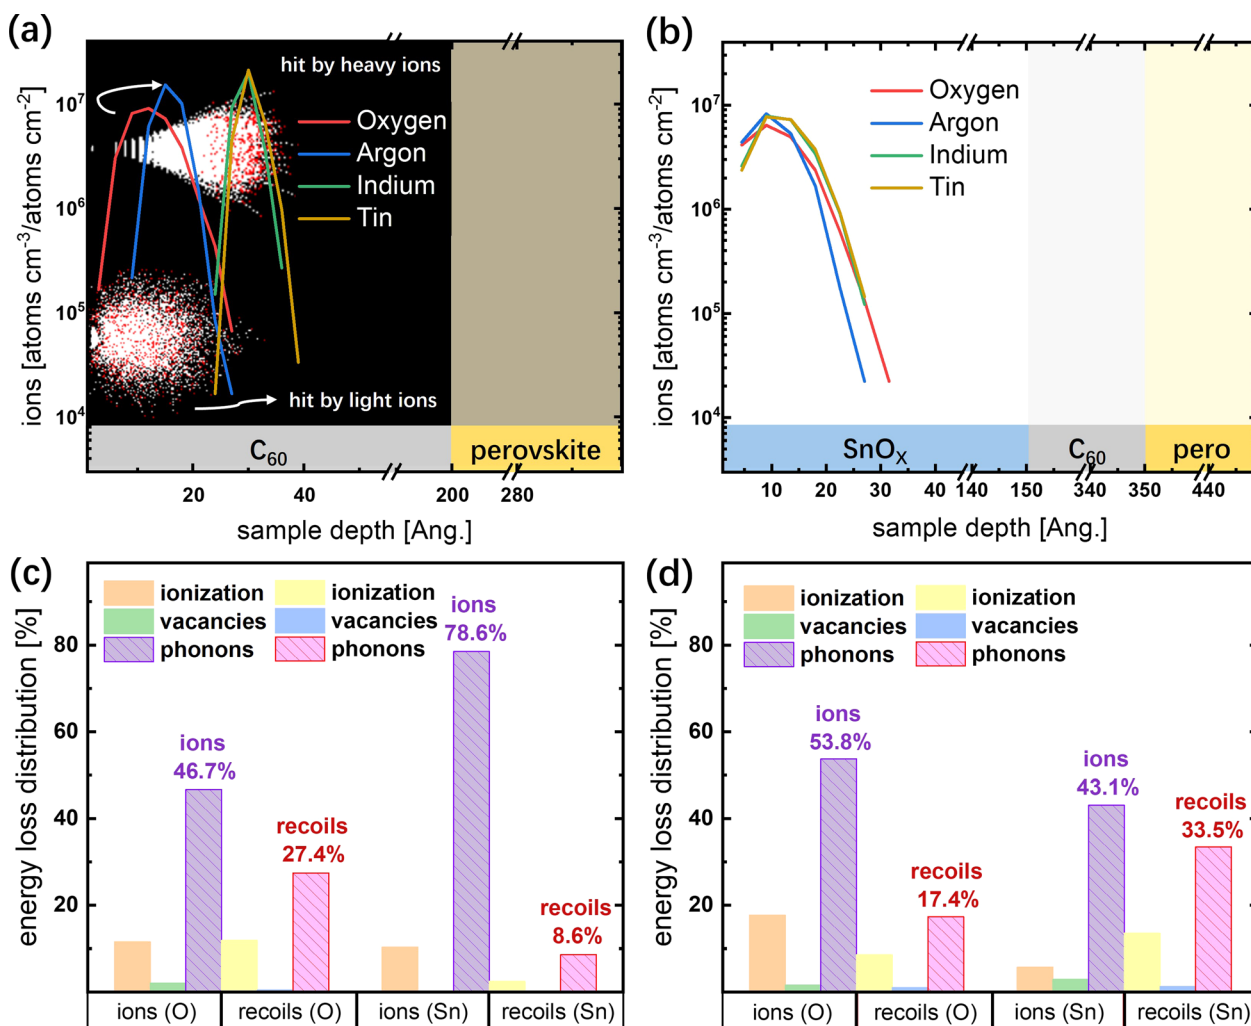 (a)
hit by heavy ions
Oxygen
Argon
Indium
Tin
hit by light ions
10⁷
10⁶
10⁵
10⁴
ions [atoms cm⁻³/atoms cm⁻²]
C₆₀
perovskite
20
40
200
280
sample depth [Ang.]
(b)
Oxygen
Argon
Indium
Tin
10⁷
10⁶
10⁵
10⁴
ions [atoms cm⁻³/atoms cm⁻²]
SnOₓ
C₆₀
pero
10
20
30
40
140
150
340
350
440
sample depth [Ang.]
(c)
ionization
vacancies
phonons
ionization
vacancies
phonons
ions
46.7%
recoils
27.4%
ions
78.6%
recoils
8.6%
80
60
40
20
energy loss distribution [%]
ions (O)
recoils (O)
ions (Sn)
recoils (Sn)
(d)
ionization
vacancies
phonons
ionization
vacancies
phonons
ions
53.8%
recoils
17.4%
ions
43.1%
recoils
33.5%
80
60
40
20
energy loss distribution [%]
ions (O)
recoils (O)
ions (Sn)
recoils (Sn)